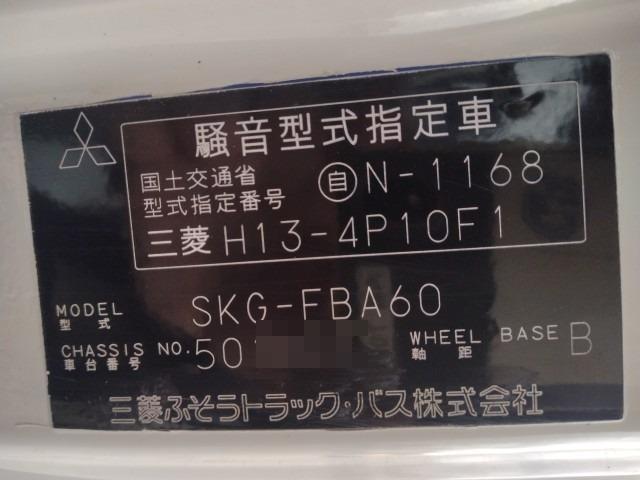 騒音型式指定車
国土交通省
型式指定番号 自N-1168
三菱 H13-4P10F1
MODEL
型式 SKG-FBA60
CHASSIS NO. 501
車台番号
WHEEL BASE B
軸距
三菱ふそうトラック・バス株式会社